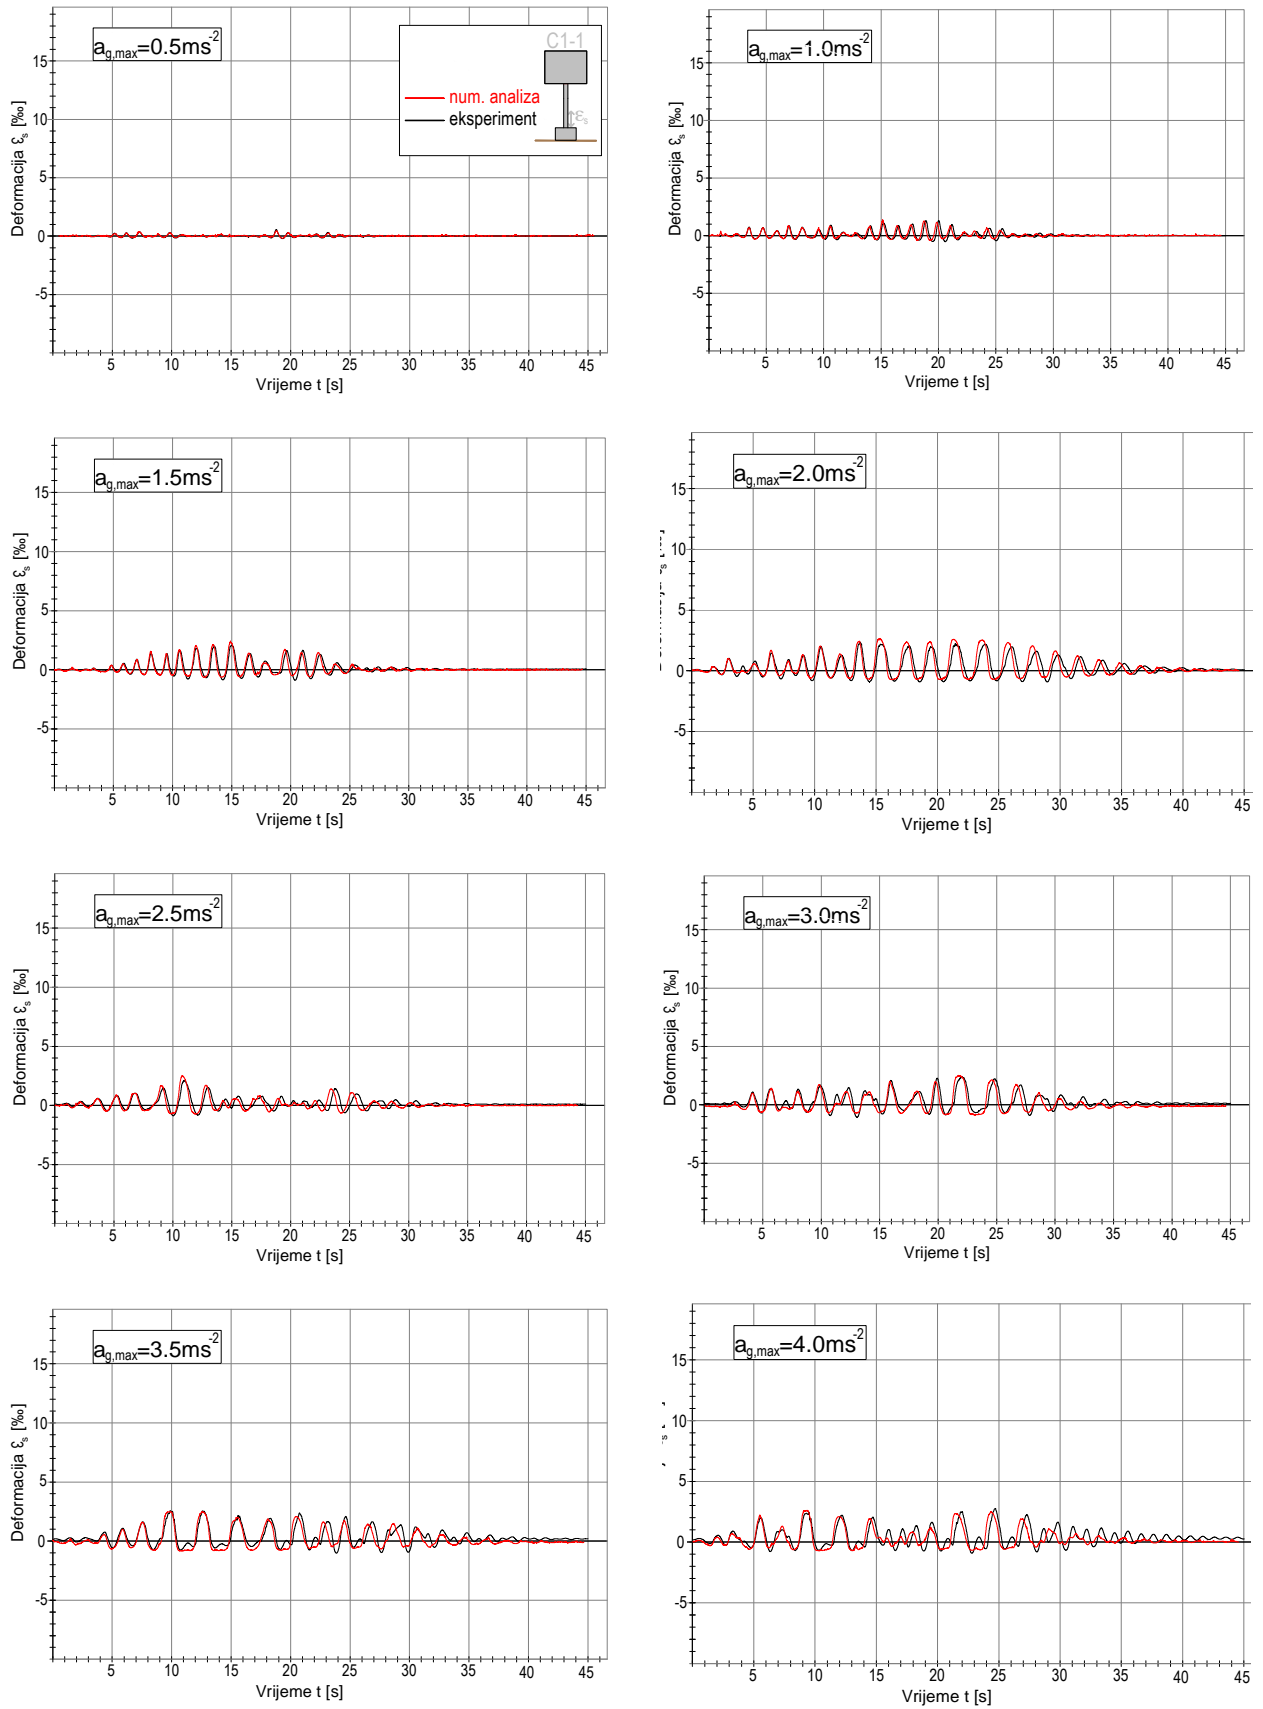 a_g,max=0.5ms^-2
C1-1
num. analiza
eksperiment
ε_s
Deformacija ε_s [‰]
15
10
5
0
-5
5 10 15 20 25 30 35 40 45
Vrijeme t [s]
a_g,max=1.0ms^-2
Deformacija ε_s [‰]
15
10
5
0
-5
5 10 15 20 25 30 35 40 45
Vrijeme t [s]
a_g,max=1.5ms^-2
Deformacija ε_s [‰]
15
10
5
0
-5
5 10 15 20 25 30 35 40 45
Vrijeme t [s]
a_g,max=2.0ms^-2
15
10
5
0
-5
5 10 15 20 25 30 35 40 45
Vrijeme t [s]
a_g,max=2.5ms^-2
Deformacija ε_s [‰]
15
10
5
0
-5
5 10 15 20 25 30 35 40 45
Vrijeme t [s]
a_g,max=3.0ms^-2
Deformacija ε_s [‰]
15
10
5
0
-5
5 10 15 20 25 30 35 40 45
Vrijeme t [s]
a_g,max=3.5ms^-2
Deformacija ε_s [‰]
15
10
5
0
-5
5 10 15 20 25 30 35 40 45
Vrijeme t [s]
a_g,max=4.0ms^-2
15
10
5
0
-5
5 10 15 20 25 30 35 40 45
Vrijeme t [s]